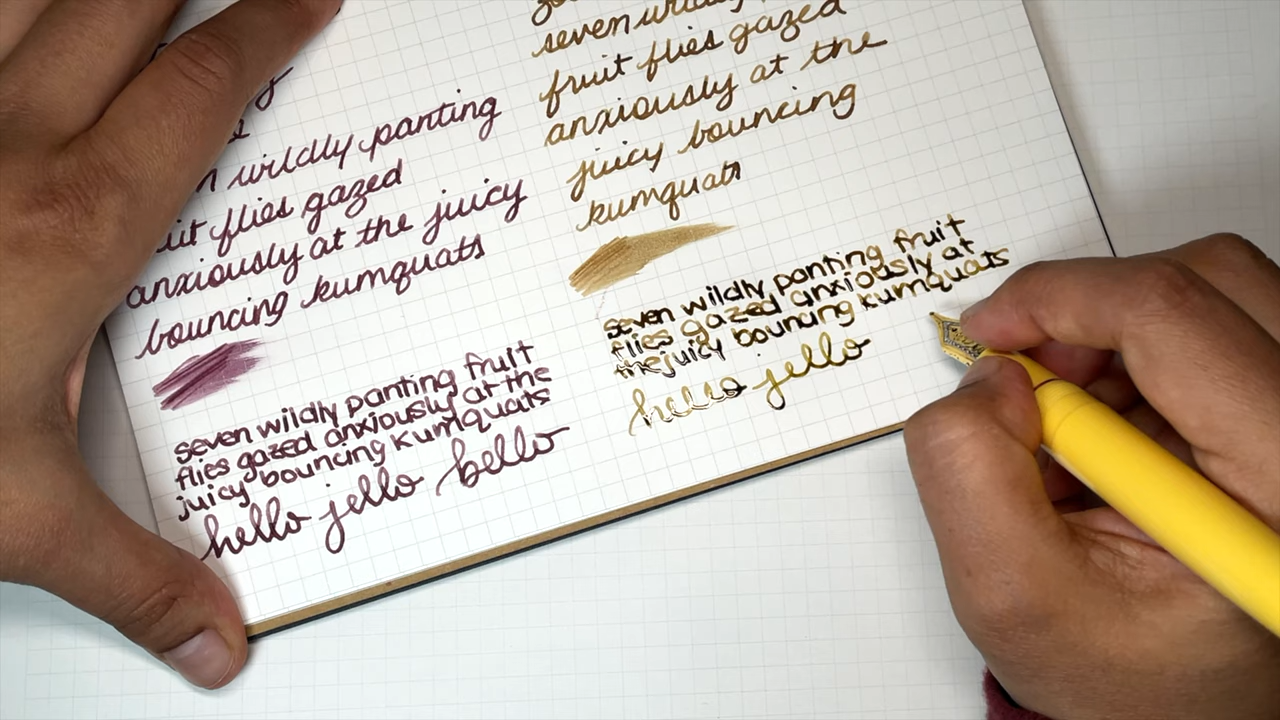 wildly panting
flies gazed
anxiously at the juicy
bouncing kumquats
seven wildly panting fruit
flies gazed anxiously at the
juicy bouncing kumquats
hello jello bello
seven wildly
fruit flies gazed
anxiously at the
juicy bouncing
kumquats
seven wildly panting fruit
flies gazed anxiously at
the juicy bouncing kumquats
hello jello